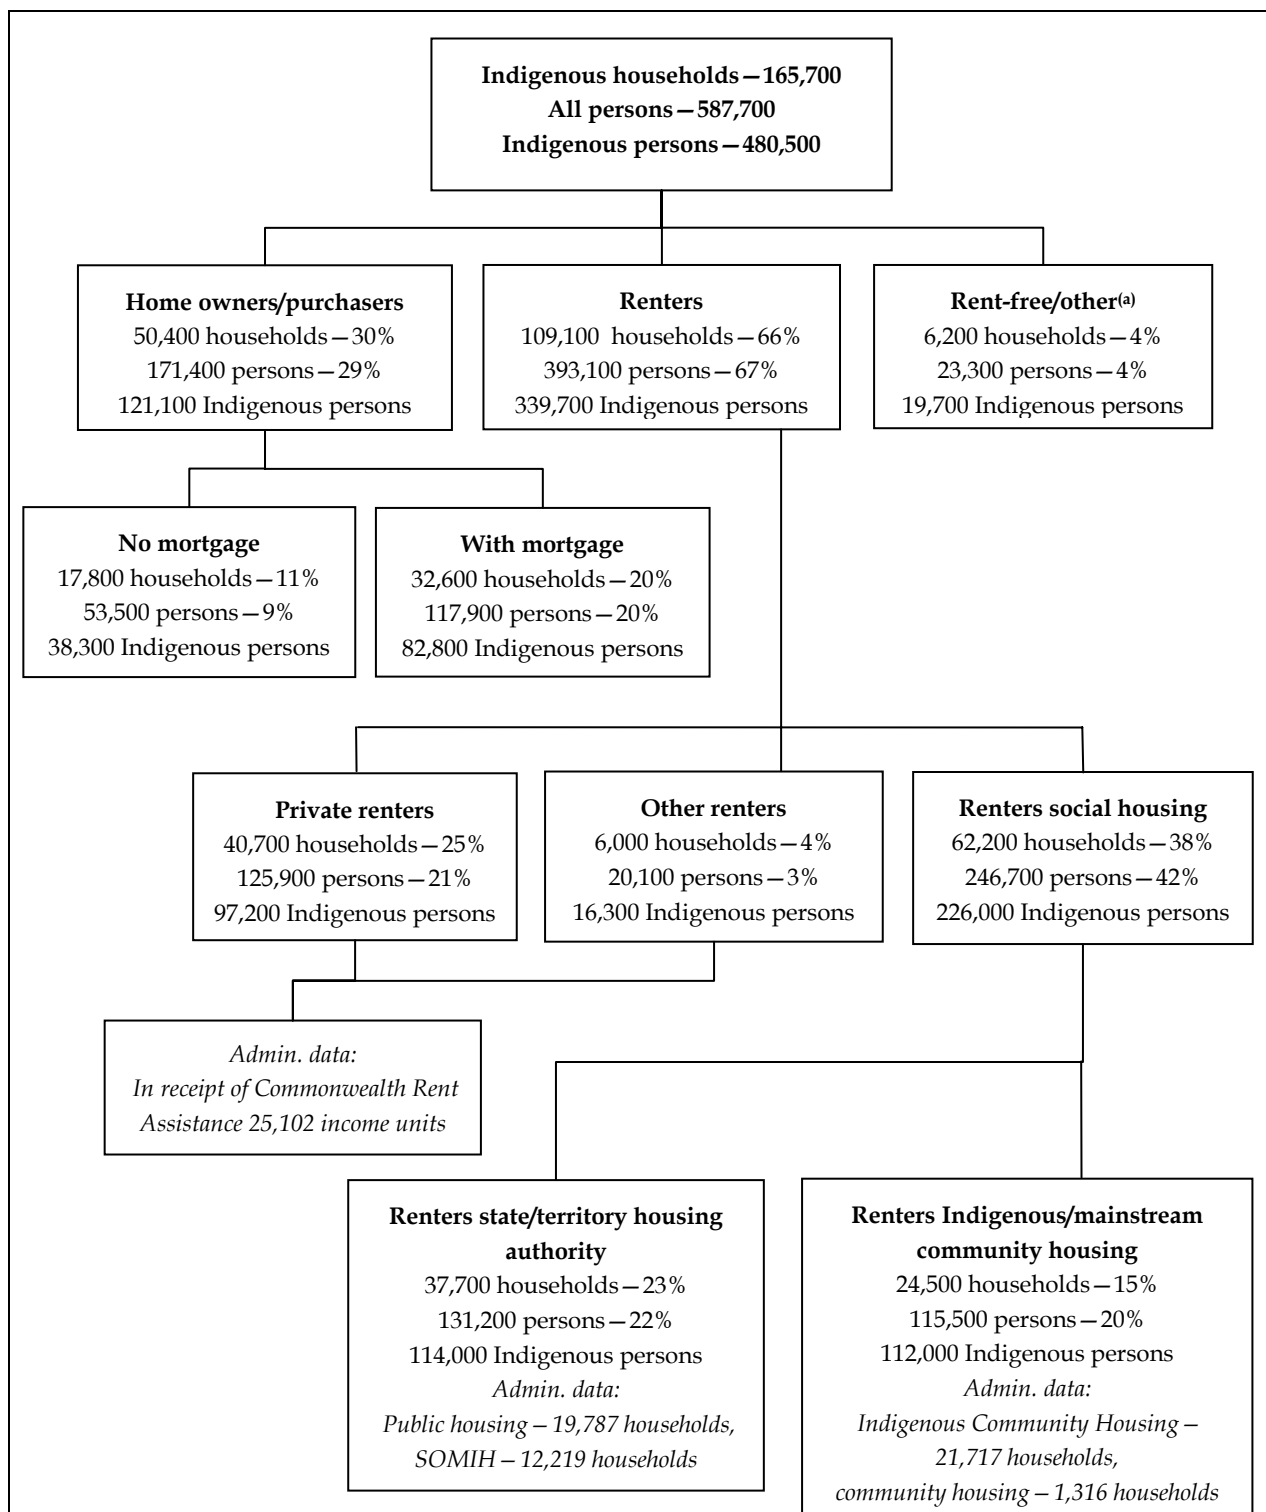 Indigenous households—165,700
All persons—587,700
Indigenous persons—480,500
Home owners/purchasers
50,400 households—30%
171,400 persons—29%
121,100 Indigenous persons
Renters
109,100 households—66%
393,100 persons—67%
339,700 Indigenous persons
Rent-free/other(a)
6,200 households—4%
23,300 persons—4%
19,700 Indigenous persons
No mortgage
17,800 households—11%
53,500 persons—9%
38,300 Indigenous persons
With mortgage
32,600 households—20%
117,900 persons—20%
82,800 Indigenous persons
Private renters
40,700 households—25%
125,900 persons—21%
97,200 Indigenous persons
Other renters
6,000 households—4%
20,100 persons—3%
16,300 Indigenous persons
Renters social housing
62,200 households—38%
246,700 persons—42%
226,000 Indigenous persons
Admin. data:
In receipt of Commonwealth Rent
Assistance 25,102 income units
Renters state/territory housing
authority
37,700 households—23%
131,200 persons—22%
114,000 Indigenous persons
Admin. data:
Public housing – 19,787 households,
SOMIH – 12,219 households
Renters Indigenous/mainstream
community housing
24,500 households—15%
115,500 persons—20%
112,000 Indigenous persons
Admin. data:
Indigenous Community Housing –
21,717 households,
community housing – 1,316 households